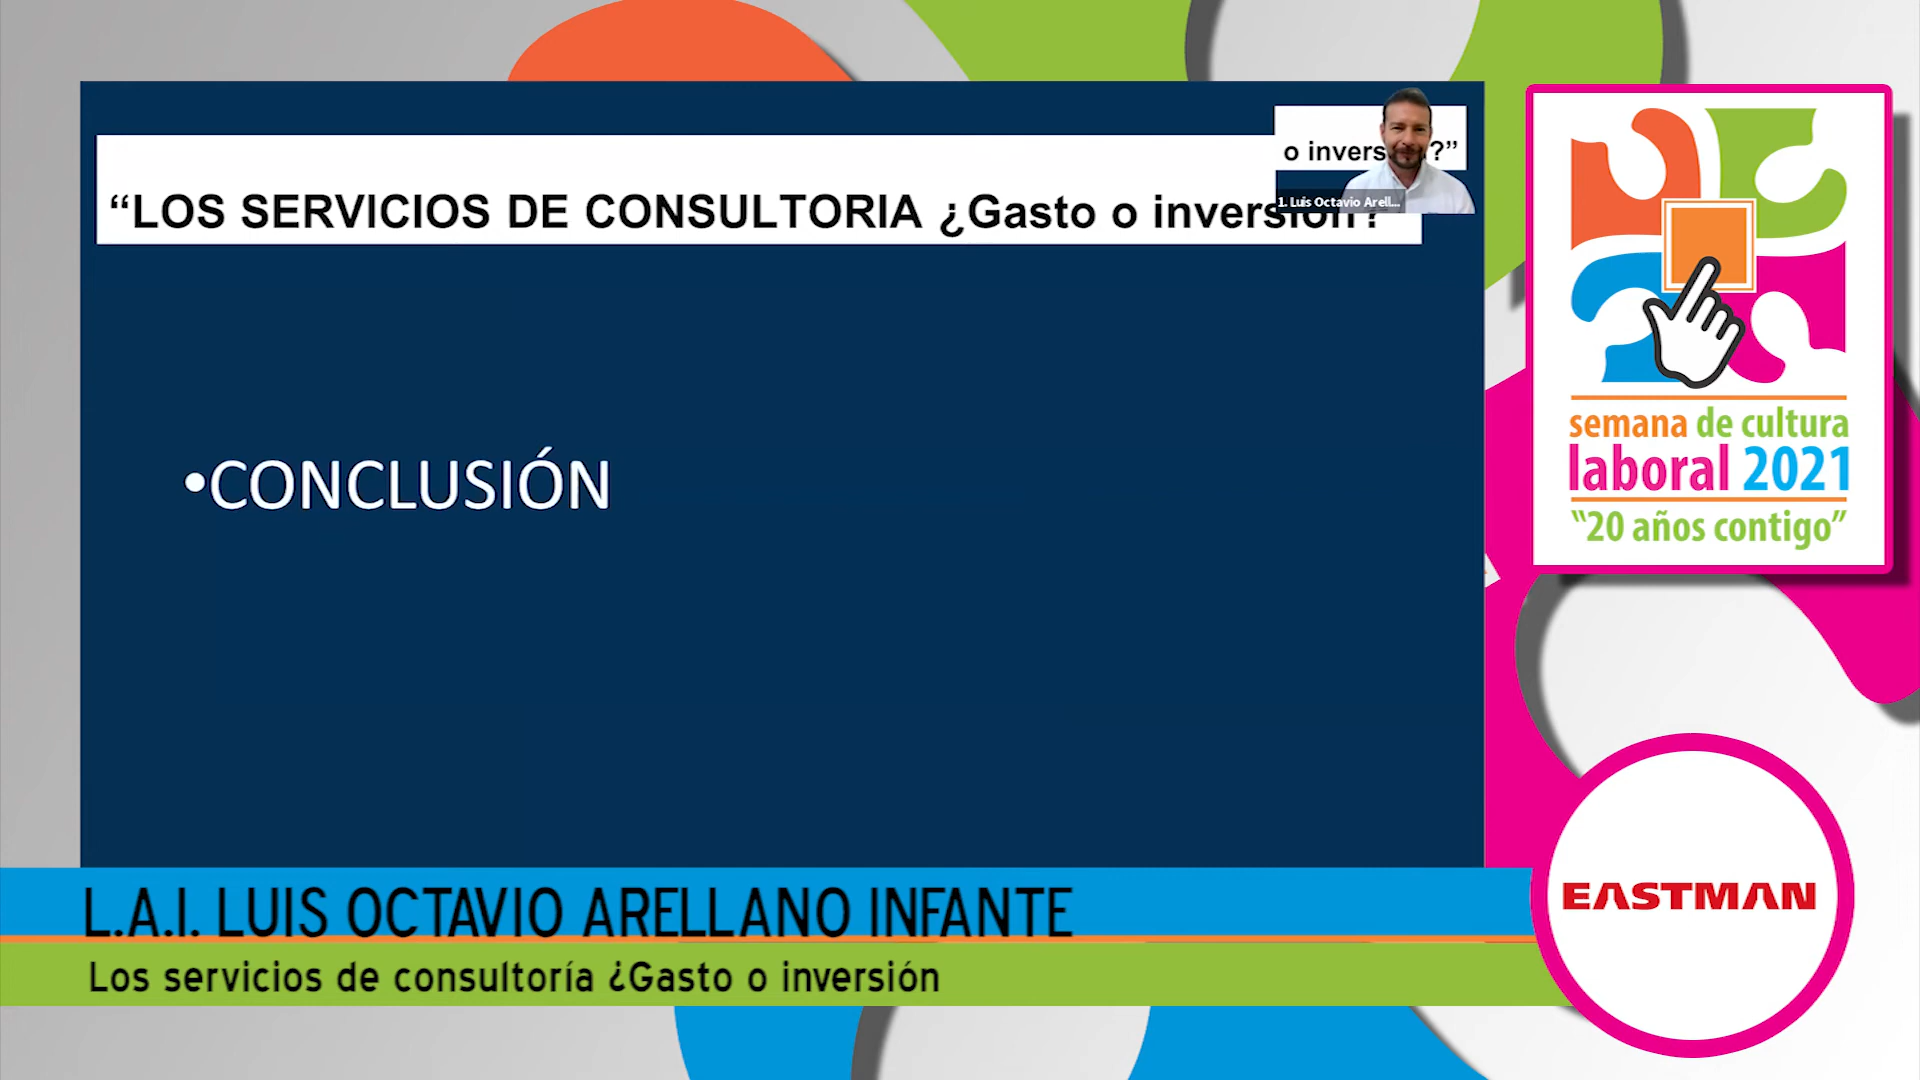 o invers ?”
“LOS SERVICIOS DE CONSULTORIA ¿Gasto o inversión?
1. Luis Octavio Arell...
•CONCLUSIÓN
semana de cultura
laboral 2021
“20 años contigo”
EASTMAN
L.A.I. LUIS OCTAVIO ARELLANO INFANTE
Los servicios de consultoría ¿Gasto o inversión